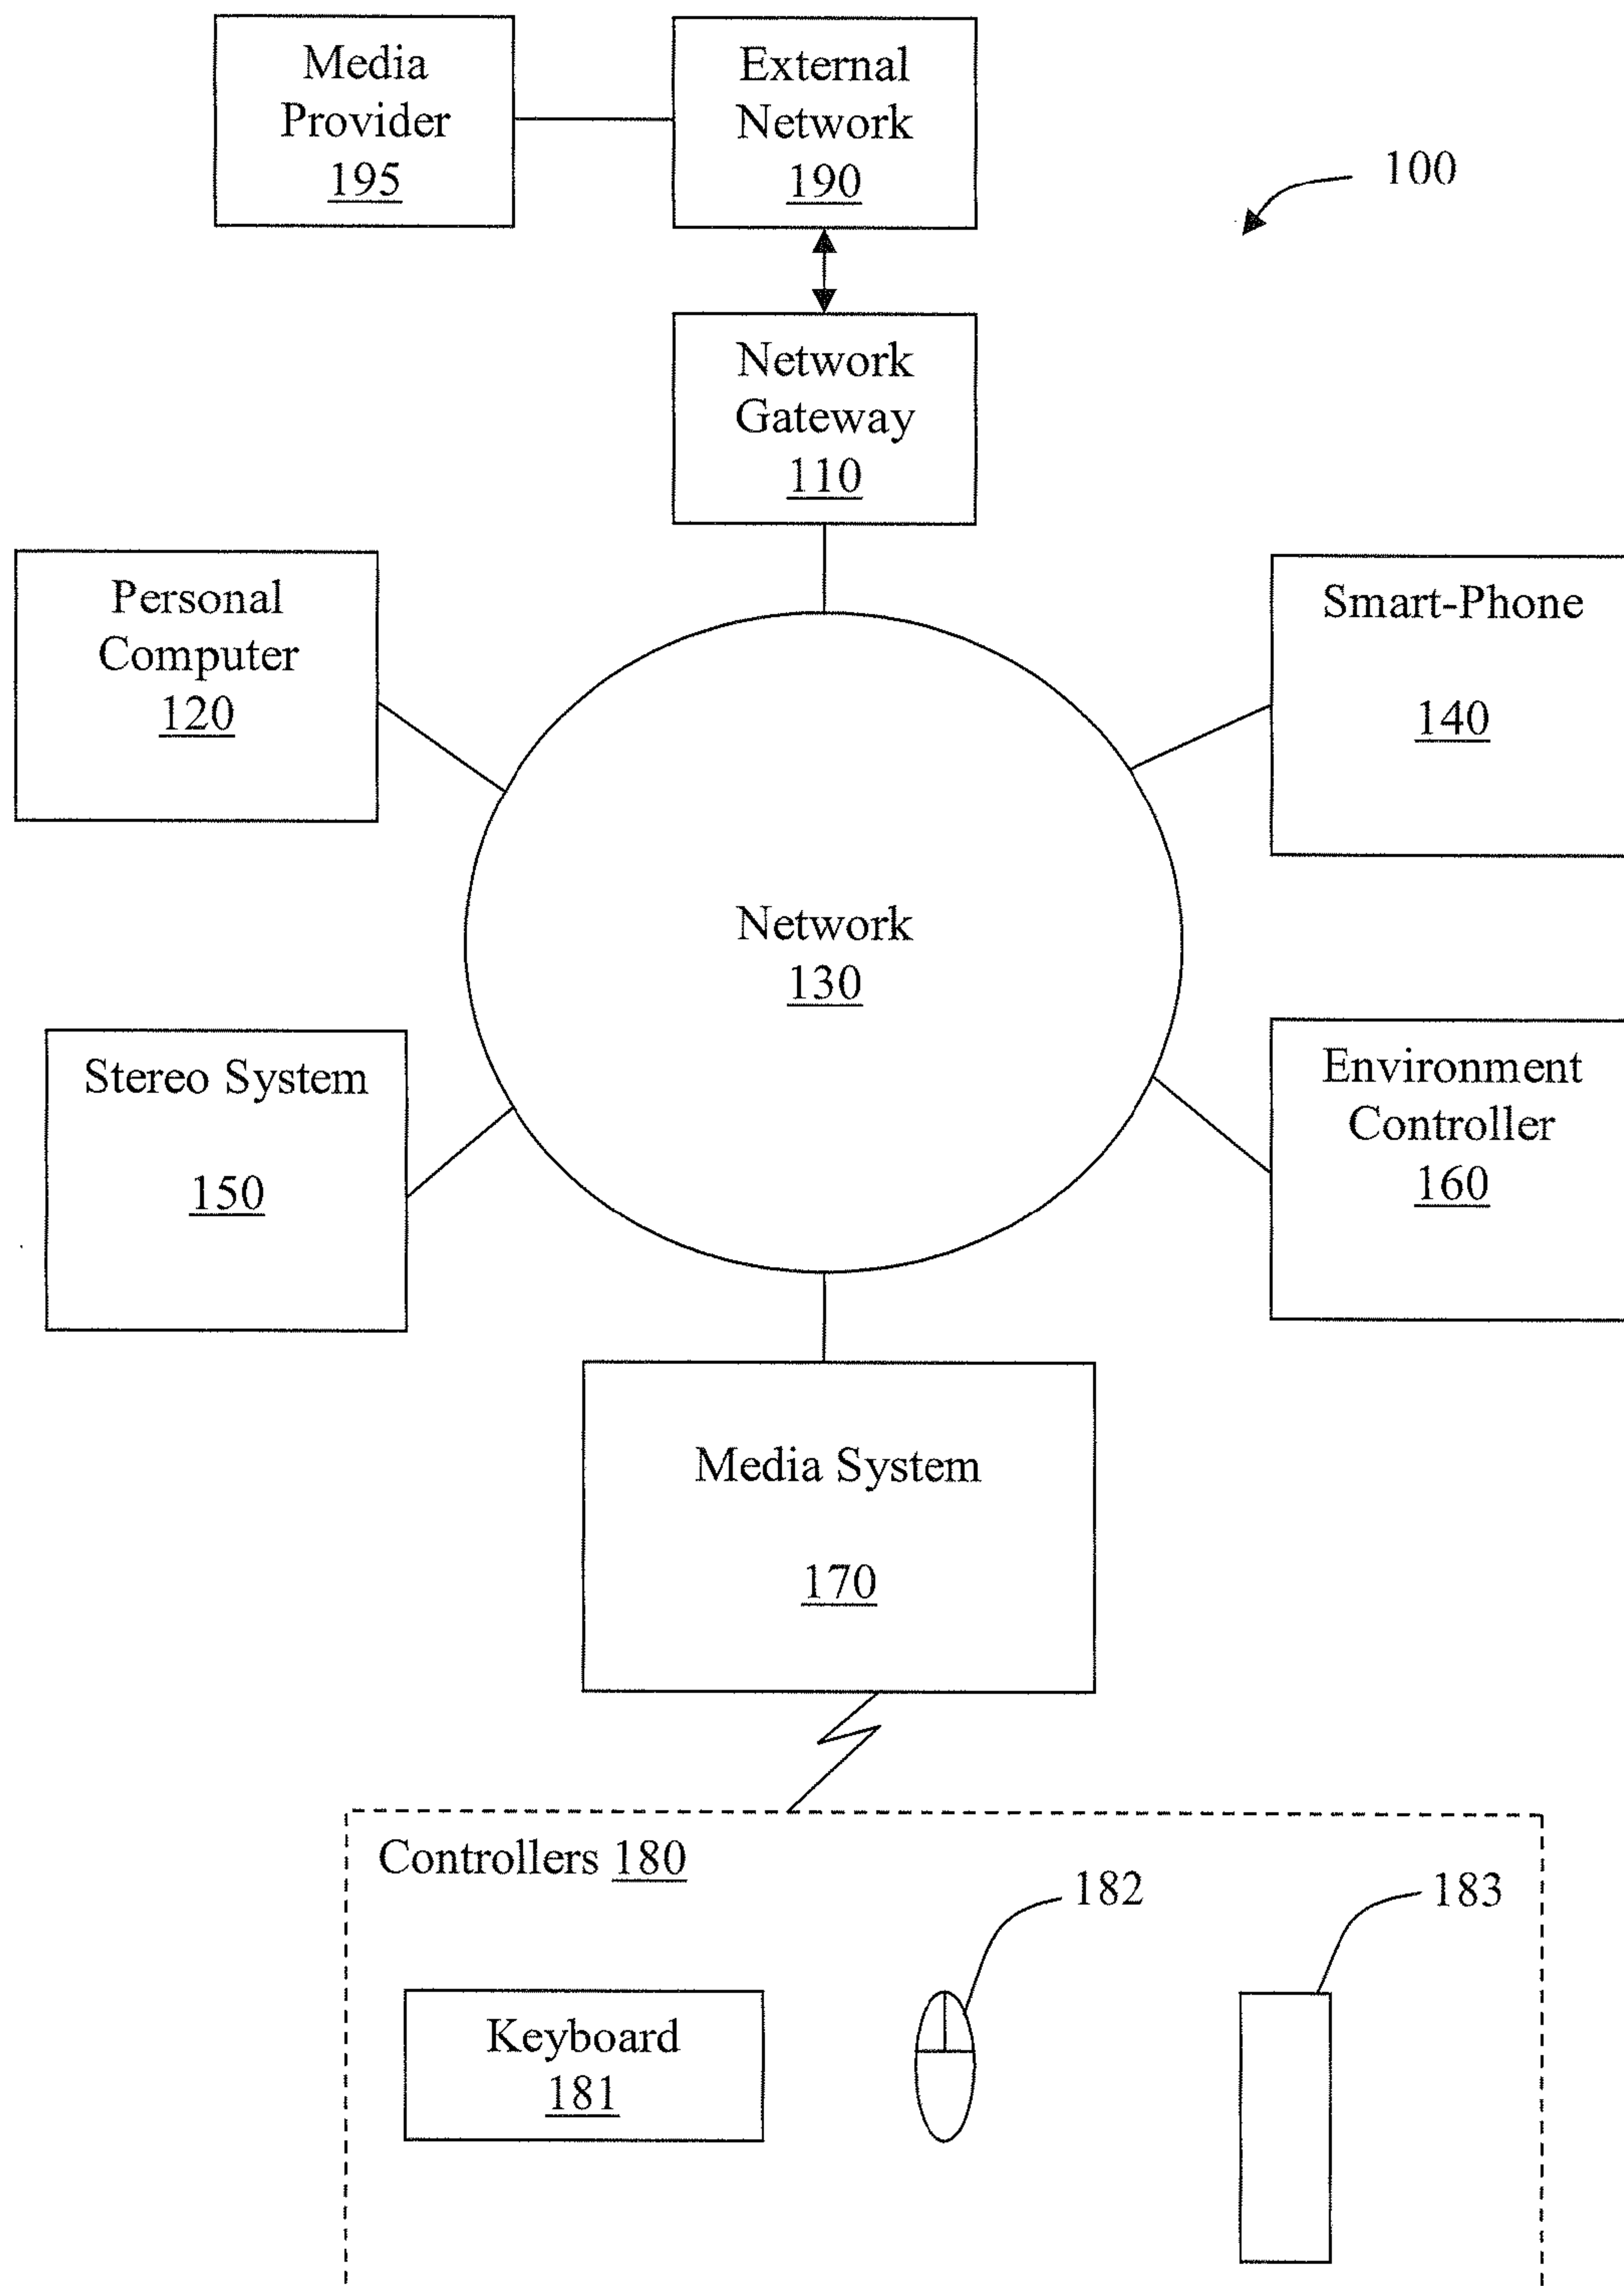 Media
Provider
195
External
Network
190
100
Network
Gateway
110
Personal
Computer
120
Smart-Phone
140
Network
130
Stereo System
150
Environment
Controller
160
Media System
170
Controllers 180
182
183
Keyboard
181